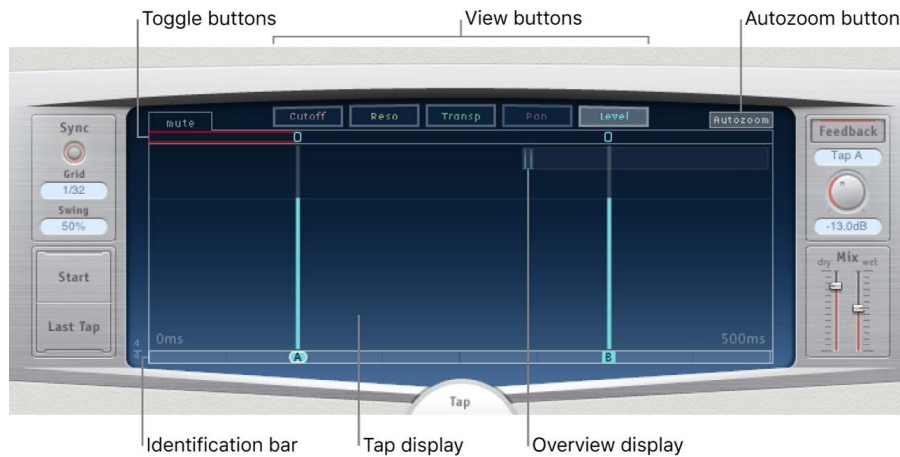 Toggle buttons
View buttons
Autozoom button
mute
Cutoff
Reso
Transp
Pan
Level
Autozoom
Sync
Grid
1/32
Swing
50%
Start
Last Tap
Feedback
Tap A
-13.0dB
Mix
dry
wet
0ms
500ms
4
4
A
B
Tap
Identification bar
Tap display
Overview display